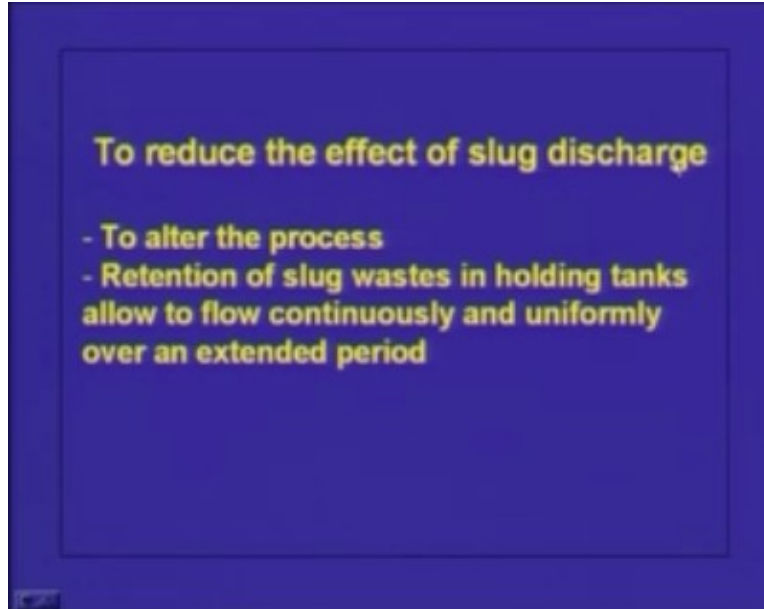 To reduce the effect of slug discharge
- To alter the process
- Retention of slug wastes in holding tanks
allow to flow continuously and uniformly
over an extended period